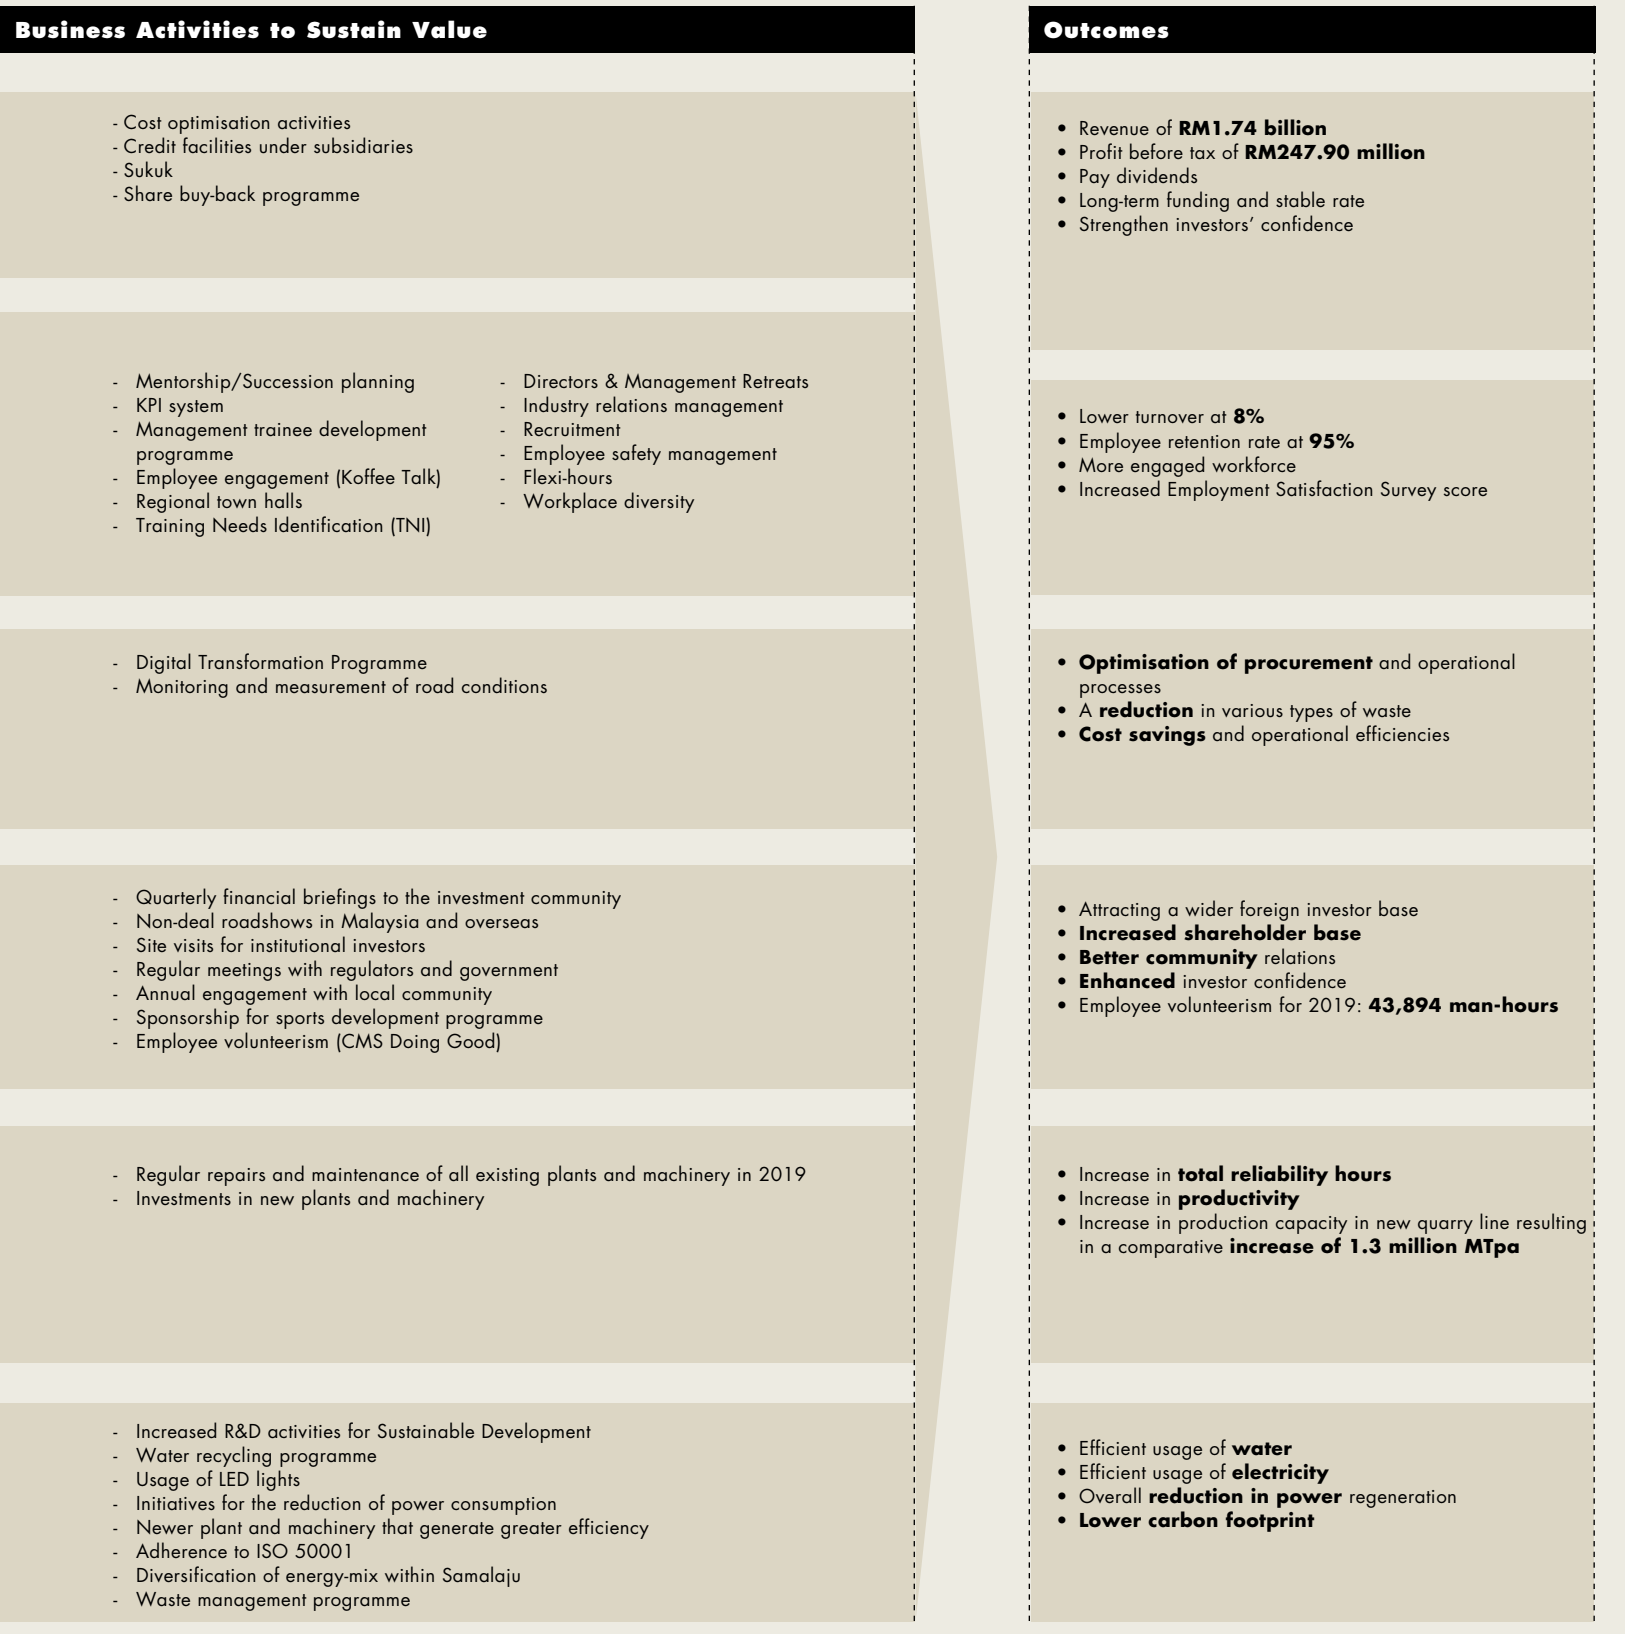 Business Activities to Sustain Value
Outcomes
- Cost optimisation activities
- Credit facilities under subsidiaries
- Sukuk
- Share buy-back programme
• Revenue of RM1.74 billion
• Profit before tax of RM247.90 million
• Pay dividends
• Long-term funding and stable rate
• Strengthen investors’ confidence
- Mentorship/Succession planning
- KPI system
- Management trainee development
programme
- Employee engagement (Koffee Talk)
- Regional town halls
- Training Needs Identification (TNI)
- Directors & Management Retreats
- Industry relations management
- Recruitment
- Employee safety management
- Flexi-hours
- Workplace diversity
• Lower turnover at 8%
• Employee retention rate at 95%
• More engaged workforce
• Increased Employment Satisfaction Survey score
- Digital Transformation Programme
- Monitoring and measurement of road conditions
• Optimisation of procurement and operational
processes
• A reduction in various types of waste
• Cost savings and operational efficiencies
- Quarterly financial briefings to the investment community
- Non-deal roadshows in Malaysia and overseas
- Site visits for institutional investors
- Regular meetings with regulators and government
- Annual engagement with local community
- Sponsorship for sports development programme
- Employee volunteerism (CMS Doing Good)
• Attracting a wider foreign investor base
• Increased shareholder base
• Better community relations
• Enhanced investor confidence
• Employee volunteerism for 2019: 43,894 man-hours
- Regular repairs and maintenance of all existing plants and machinery in 2019
- Investments in new plants and machinery
• Increase in total reliability hours
• Increase in productivity
• Increase in production capacity in new quarry line resulting
in a comparative increase of 1.3 million MTpa
- Increased R&D activities for Sustainable Development
- Water recycling programme
- Usage of LED lights
- Initiatives for the reduction of power consumption
- Newer plant and machinery that generate greater efficiency
- Adherence to ISO 50001
- Diversification of energy-mix within Samalaju
- Waste management programme
• Efficient usage of water
• Efficient usage of electricity
• Overall reduction in power regeneration
• Lower carbon footprint